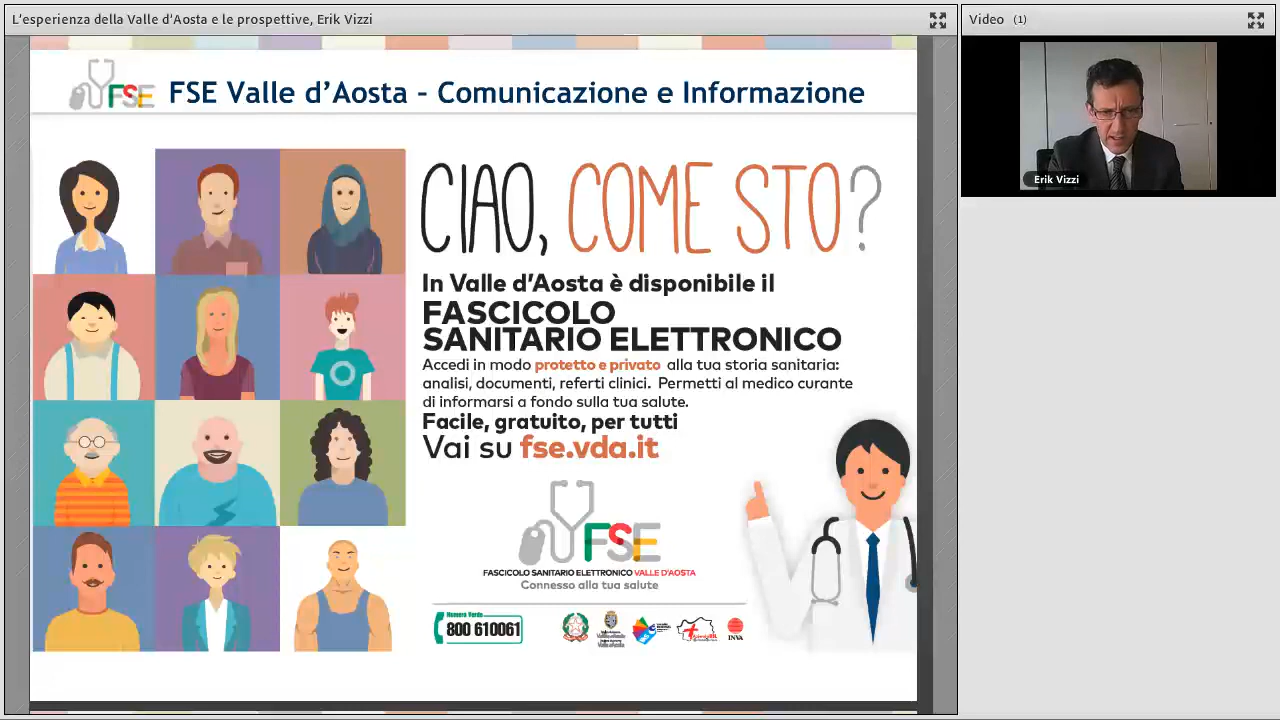 L'esperienza della Valle d'Aosta e le prospettive, Erik Vizzi
Video (1)
FSE
FSE Valle d'Aosta - Comunicazione e Informazione
Erik Vizzi
CIAO, COME STO?
In Valle d'Aosta è disponibile il
FASCICOLO
SANITARIO ELETTRONICO
Accedi in modo protetto e privato alla tua storia sanitaria:
analisi, documenti, referti clinici. Permetti al medico curante
di informarsi a fondo sulla tua salute.
Facile, gratuito, per tutti
Vai su fse.vda.it
FSE
FASCICOLO SANITARIO ELETTRONICO VALLE D'AOSTA
Connesso alla tua salute
Numero Verde
800 610061
INVA